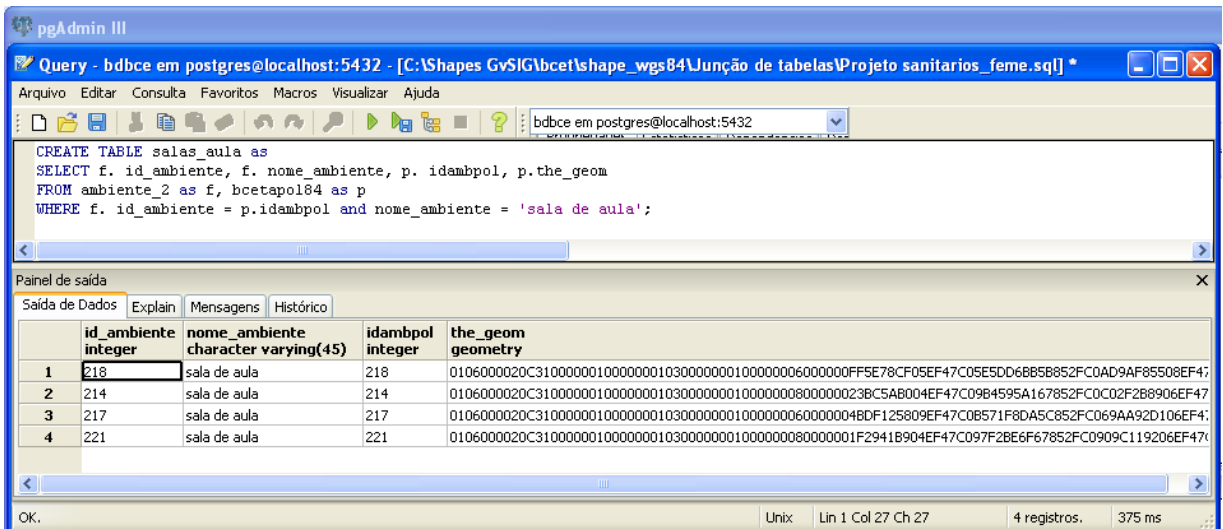 pgAdmin III
Query - bdbce em postgres@localhost:5432 - [C:\Shapes GvSIG\bcet\shape_wgs84\Junção de tabelas\Projeto sanitarios_feme.sql] *
Arquivo Editar Consulta Favoritos Macros Visualizar Ajuda
bdbce em postgres@localhost:5432
CREATE TABLE salas_aula as
SELECT f. id_ambiente, f. nome_ambiente, p. idambpol, p.the_geom
FROM ambiente_2 as f, bcetapol84 as p
WHERE f. id_ambiente = p.idambpol and nome_ambiente = 'sala de aula';
Painel de saída
Saída de Dados Explain Mensagens Histórico
id_ambiente nome_ambiente idambpol the_geom
integer character varying(45) integer geometry
1 218 sala de aula 218 0106000020C31000000100000001030000000100000006000000FF5E78CF05EF47C05E5DD6BB5B852FC0AD9AF85508EF47
2 214 sala de aula 214 0106000020C3100000010000000103000000010000000800000023BC5AB004EF47C09B4595A167852FC0C02F2B8906EF47
3 217 sala de aula 217 0106000020C310000001000000010300000001000000060000004BDF125809EF47C0B571F8DA5C852FC069AA92D106EF47
4 221 sala de aula 221 0106000020C310000001000000010300000001000000080000001F2941B904EF47C097F2BE6F67852FC0909C119206EF47
OK. Unix Lin 1 Col 27 Ch 27 4 registros. 375 ms